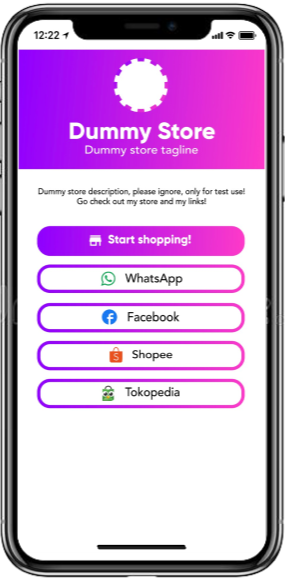 12:22
Dummy Store
Dummy store tagline
Dummy store description, please ignore, only for test use!
Go check out my store and my links!
Start shopping!
WhatsApp
Facebook
Shopee
Tokopedia